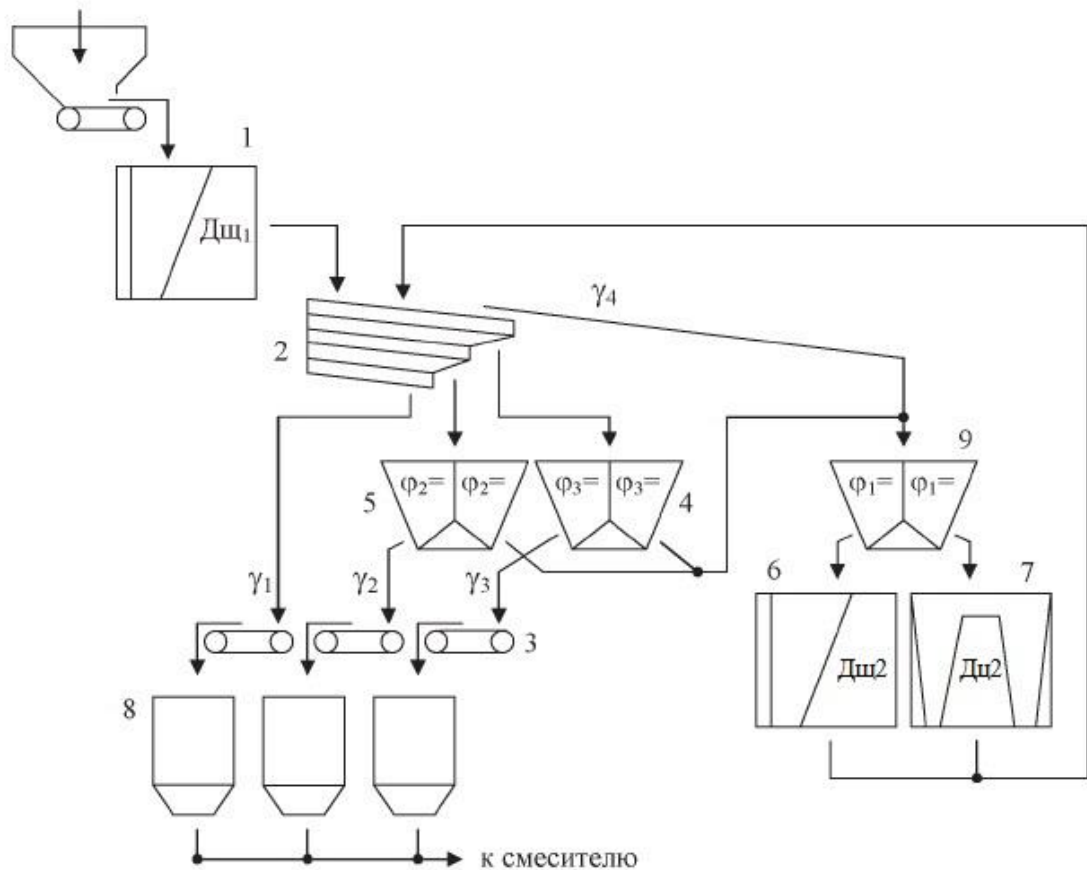 1
Дщ₁
γ₄
2
9
φ₂= φ₂=
φ₃= φ₃=
φ₁= φ₁=
5
4
6
7
γ₁
γ₂
γ₃
3
Дщ2
Дц2
8
к смесителю